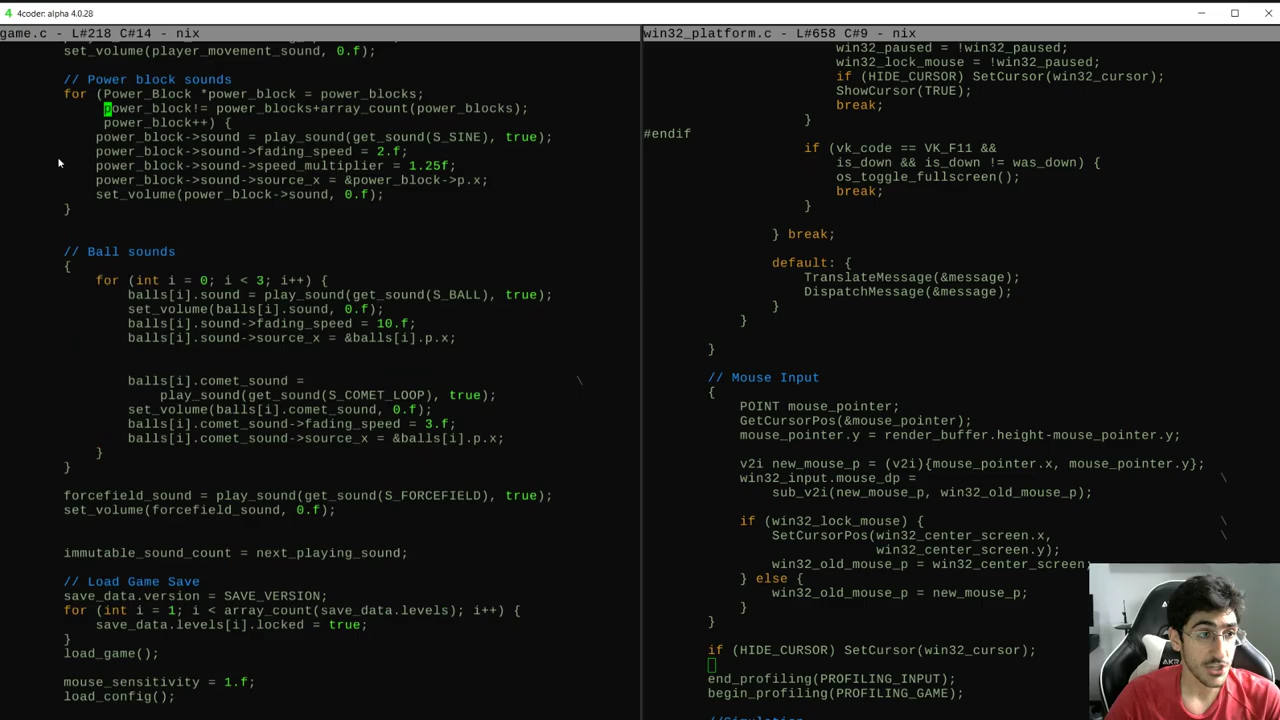 4coder: alpha 4.0.28
game.c - L#218 C#14 - nix
set_volume(player_movement_sound, 0.f);
// Power block sounds
for (Power_Block *power_block = power_blocks;
power_block!= power_blocks+array_count(power_blocks);
power_block++) {
power_block->sound = play_sound(get_sound(S_SINE), true);
power_block->sound->fading_speed = 2.f;
power_block->sound->speed_multiplier = 1.25f;
power_block->sound->source_x = &power_block->p.x;
set_volume(power_block->sound, 0.f);
}
// Ball sounds
{
for (int i = 0; i < 3; i++) {
balls[i].sound = play_sound(get_sound(S_BALL), true);
set_volume(balls[i].sound, 0.f);
balls[i].sound->fading_speed = 10.f;
balls[i].sound->source_x = &balls[i].p.x;
balls[i].comet_sound = \
play_sound(get_sound(S_COMET_LOOP), true);
set_volume(balls[i].comet_sound, 0.f);
balls[i].comet_sound->fading_speed = 3.f;
balls[i].comet_sound->source_x = &balls[i].p.x;
}
}
forcefield_sound = play_sound(get_sound(S_FORCEFIELD), true);
set_volume(forcefield_sound, 0.f);
immutable_sound_count = next_playing_sound;
// Load Game Save
save_data.version = SAVE_VERSION;
for (int i = 1; i < array_count(save_data.levels); i++) {
save_data.levels[i].locked = true;
}
load_game();
mouse_sensitivity = 1.f;
load_config();
win32_platform.c - L#658 C#9 - nix
win32_paused = !win32_paused;
win32_lock_mouse = !win32_paused;
if (HIDE_CURSOR) SetCursor(win32_cursor);
ShowCursor(TRUE);
break;
}
#endif
if (vk_code == VK_F11 &&
is_down && is_down != was_down) {
os_toggle_fullscreen();
break;
}
} break;
default: {
TranslateMessage(&message);
DispatchMessage(&message);
}
}
}
// Mouse Input
{
POINT mouse_pointer;
GetCursorPos(&mouse_pointer);
mouse_pointer.y = render_buffer.height-mouse_pointer.y;
v2i new_mouse_p = (v2i){mouse_pointer.x, mouse_pointer.y};
win32_input.mouse_dp = \
sub_v2i(new_mouse_p, win32_old_mouse_p);
if (win32_lock_mouse) { \
SetCursorPos(win32_center_screen.x, \
win32_center_screen.y);
win32_old_mouse_p = win32_center_screen;
} else {
win32_old_mouse_p = new_mouse_p;
}
}
if (HIDE_CURSOR) SetCursor(win32_cursor);
end_profiling(PROFILING_INPUT);
begin_profiling(PROFILING_GAME);
//Simulation